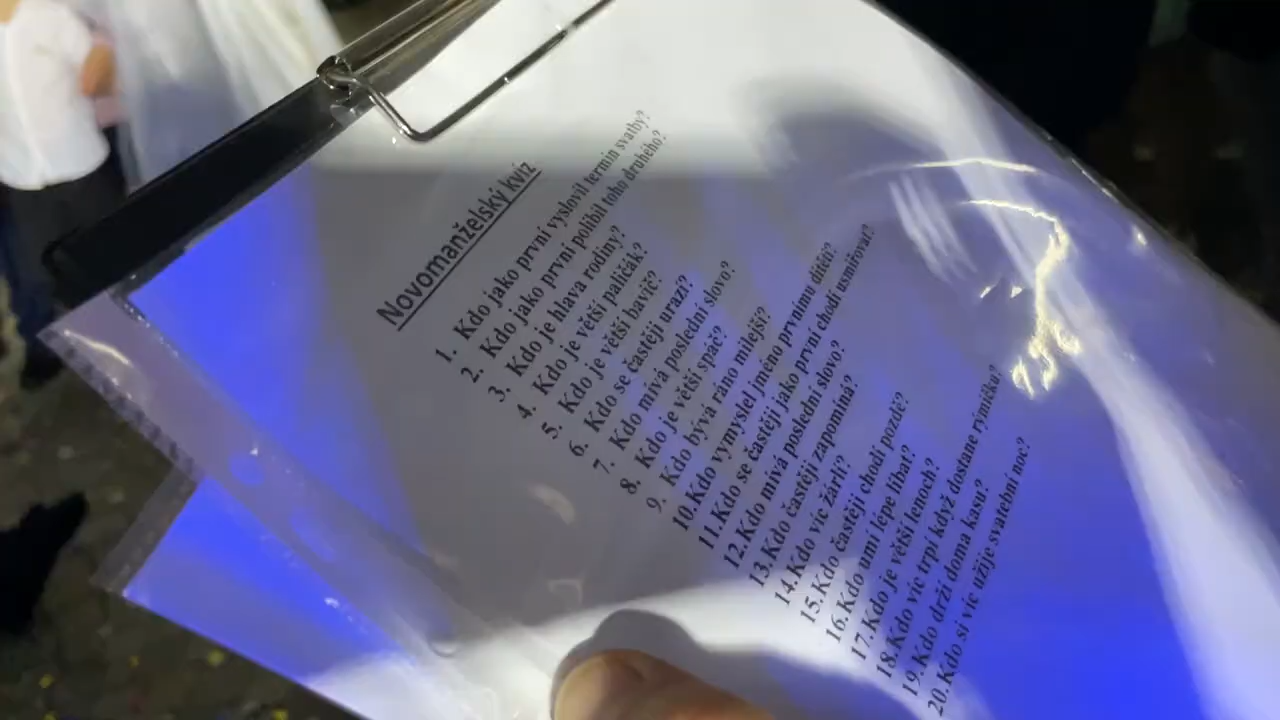 Novomanželský kvíz
1. Kdo jako první vyslovil termín svatby?
2. Kdo jako první políbil toho druhého?
3. Kdo je hlava rodiny?
4. Kdo je větší paličák?
5. Kdo je větší bavič?
6. Kdo se častěji urazí?
7. Kdo mívá poslední slovo?
8. Kdo je větší spáč?
9. Kdo bývá ráno milejší?
10.Kdo vymyslel jméno prvnímu dítěti?
11.Kdo se častěji jako první chodí usmiřovat?
12.Kdo mívá poslední slovo?
13.Kdo častěji zapomíná?
14.Kdo víc žárlí?
15.Kdo častěji chodí pozdě?
16.Kdo umí lépe líbat?
17.Kdo je větší lenoch?
18.Kdo víc trpí když dostane rýmičku?
19.Kdo drží doma kasu?
20.Kdo si víc užije svatební noc?